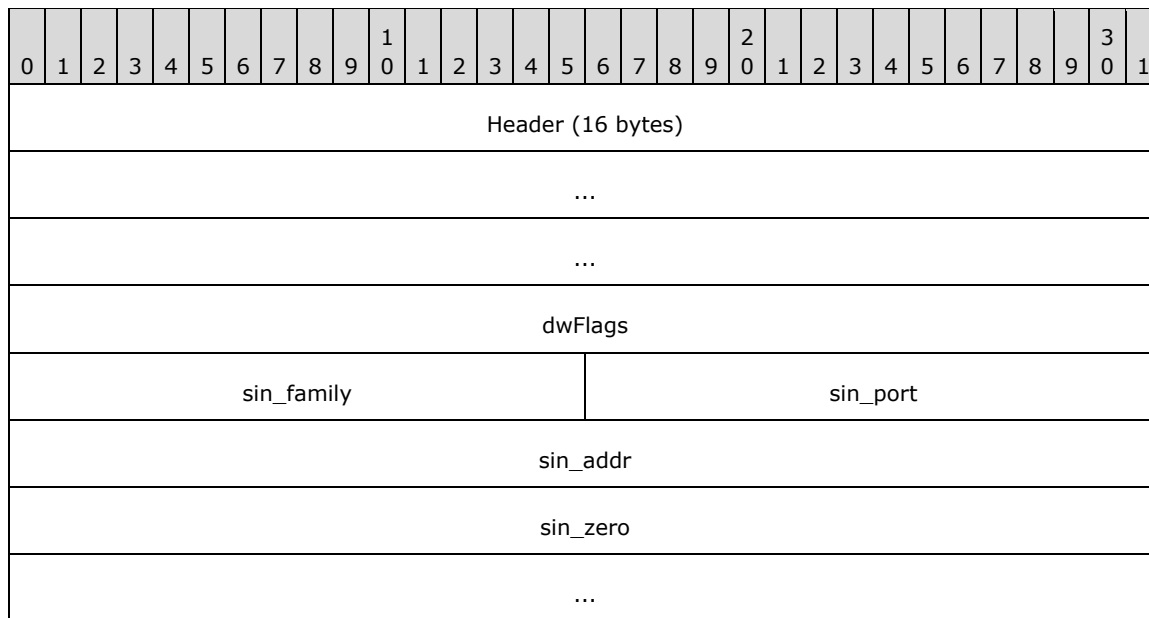 1 2 3
0 1 2 3 4 5 6 7 8 9 0 1 2 3 4 5 6 7 8 9 0 1 2 3 4 5 6 7 8 9 0 1
Header (16 bytes)
...
...
dwFlags
sin_family sin_port
sin_addr
sin_zero
...